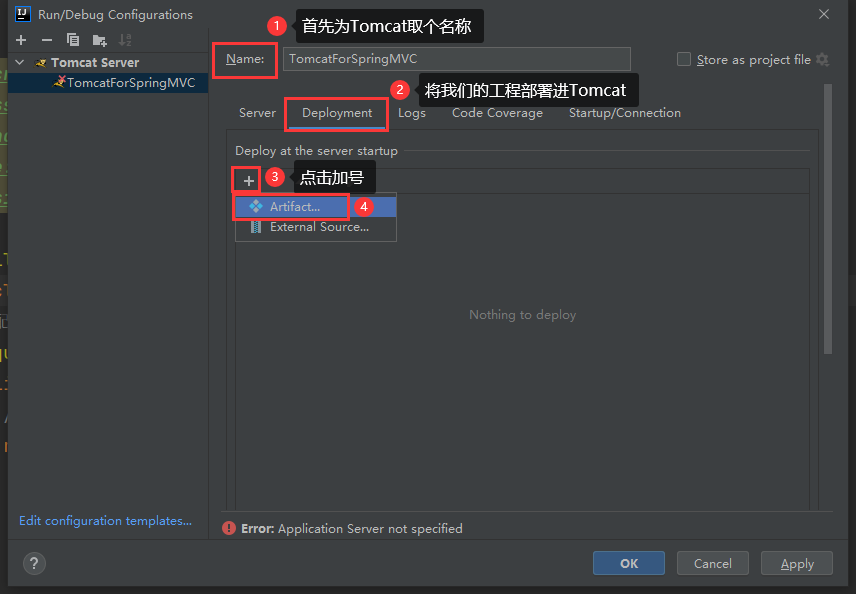 Run/Debug Configurations
1 首先为Tomcat取个名称
Tomcat Server
TomcatForSpringMVC
Name: TomcatForSpringMVC
Store as project file
2 将我们的工程部署进Tomcat
Server Deployment Logs Code Coverage Startup/Connection
Deploy at the server startup
+ 3 点击加号
Artifact... 4
External Source...
Nothing to deploy
Edit configuration templates...
Error: Application Server not specified
? OK Cancel Apply